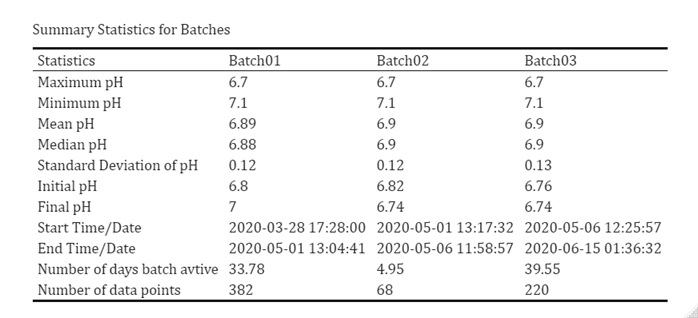 Summary Statistics for Batches
Statistics Batch01 Batch02 Batch03
Maximum pH 6.7 6.7 6.7
Minimum pH 7.1 7.1 7.1
Mean pH 6.89 6.9 6.9
Median pH 6.88 6.9 6.9
Standard Deviation of pH 0.12 0.12 0.13
Initial pH 6.8 6.82 6.76
Final pH 7 6.74 6.74
Start Time/Date 2020-03-28 17:28:00 2020-05-01 13:17:32 2020-05-06 12:25:57
End Time/Date 2020-05-01 13:04:41 2020-05-06 11:58:57 2020-06-15 01:36:32
Number of days batch avtive 33.78 4.95 39.55
Number of data points 382 68 220